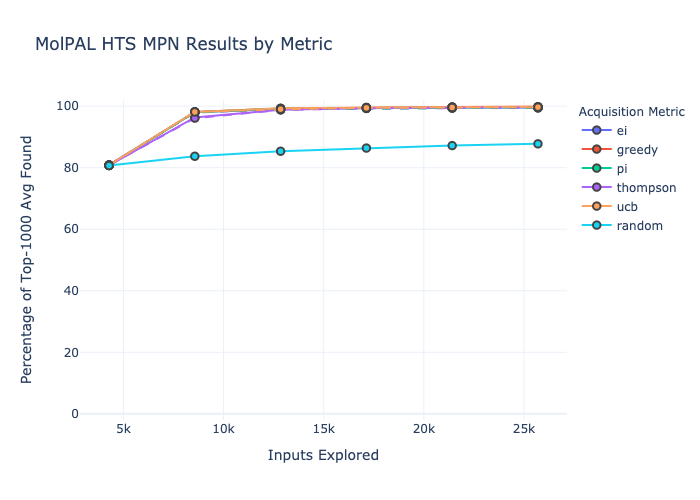 MolPAL HTS MPN Results by Metric
Percentage of Top-1000 Avg Found
100
80
60
40
20
0
5k
10k
15k
20k
25k
Inputs Explored
Acquisition Metric
ei
greedy
pi
thompson
ucb
random